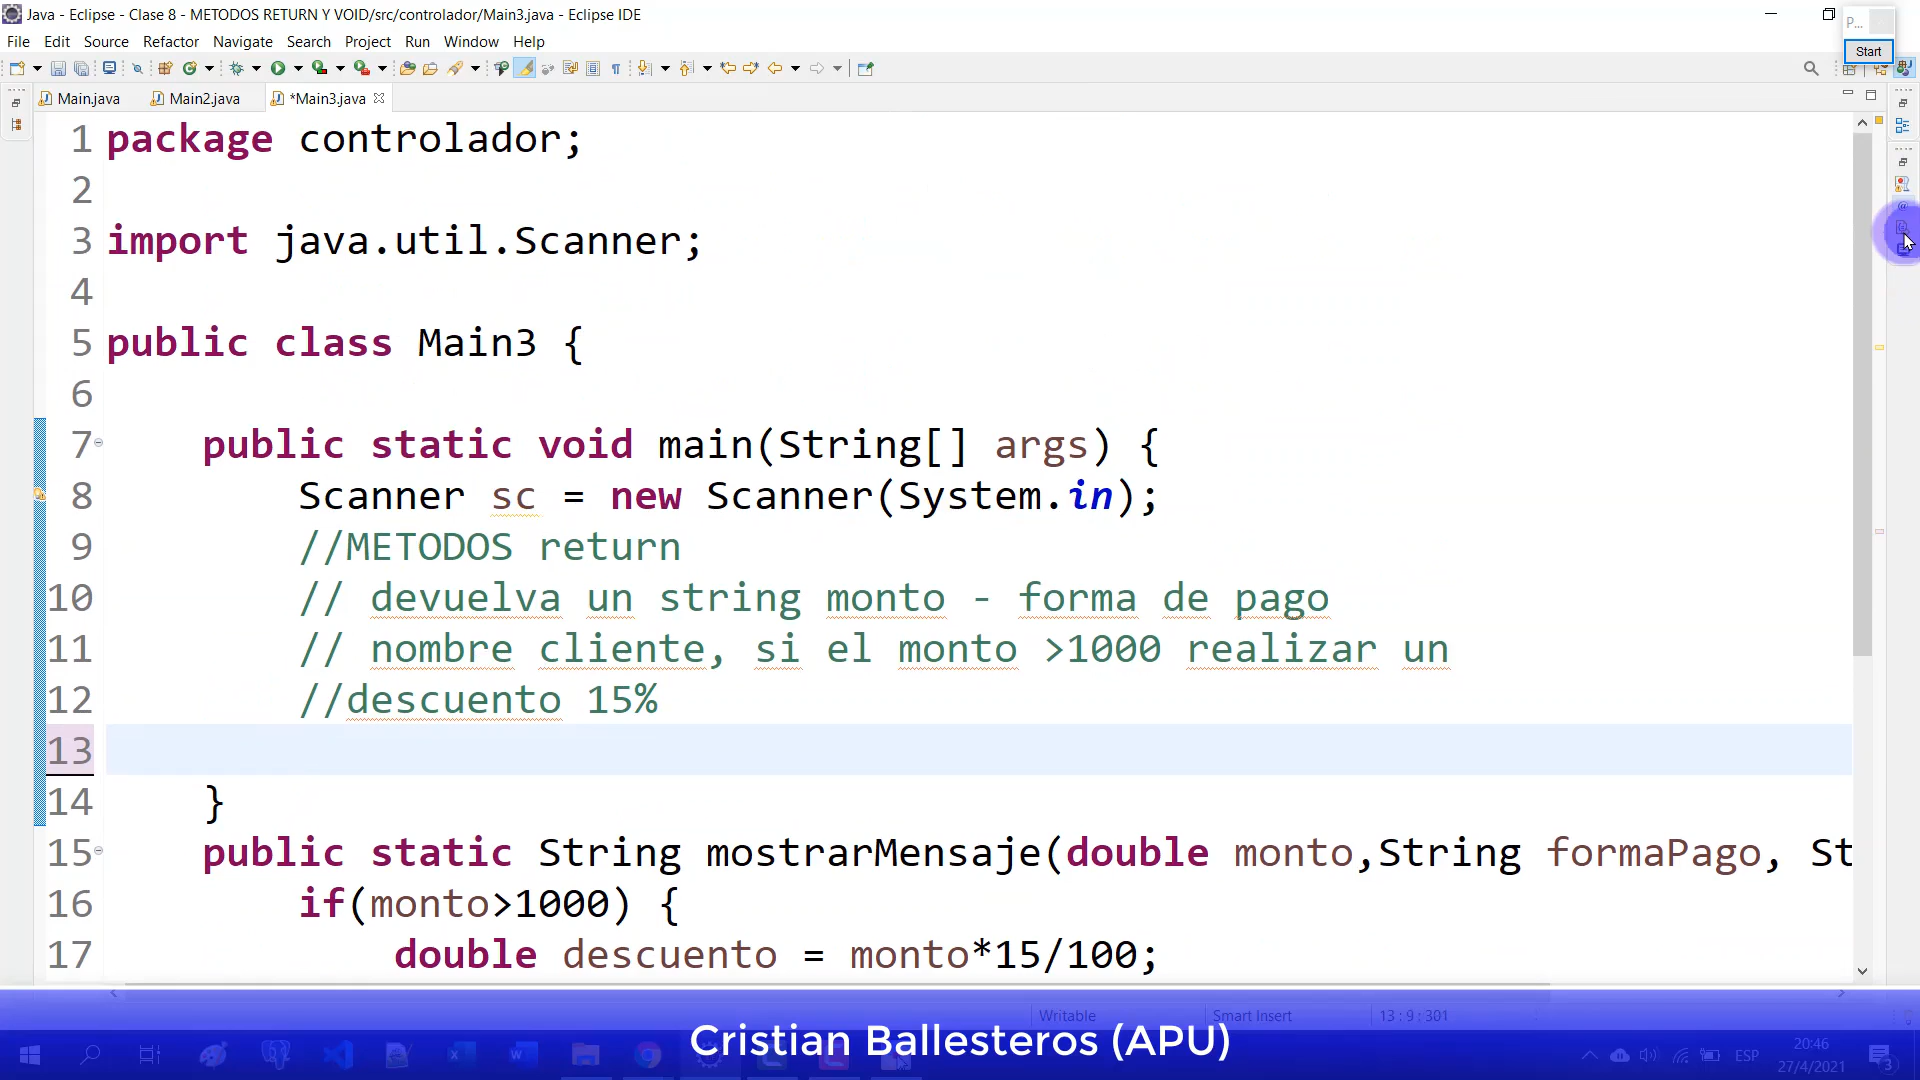 Java - Eclipse - Clase 8 - METODOS RETURN Y VOID/src/controlador/Main3.java - Eclipse IDE
P...
File Edit Source Refactor Navigate Search Project Run Window Help
Start
Main.java Main2.java *Main3.java
1 package controlador;
2
3 import java.util.Scanner;
4
5 public class Main3 {
6
7 public static void main(String[] args) {
8 Scanner sc = new Scanner(System.in);
9 //METODOS return
10 // devuelva un string monto - forma de pago
11 // nombre cliente, si el monto >1000 realizar un
12 //descuento 15%
13
14 }
15 public static String mostrarMensaje(double monto,String formaPago, St
16 if(monto>1000) {
17 double descuento = monto*15/100;
Writable Smart Insert 13 : 9 : 301
Cristian Ballesteros (APU)
ESP
20:46
27/4/2021
3